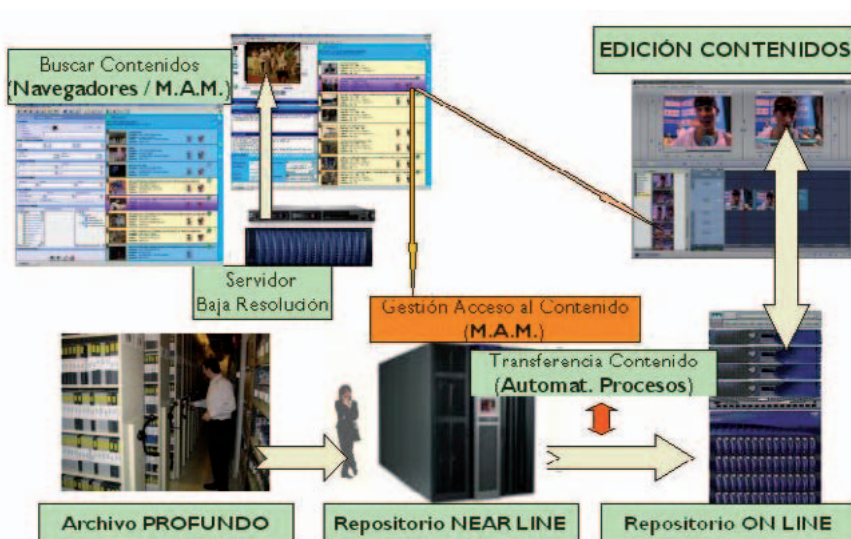 Buscar Contenidos
(Navegadores / M.A.M.)
EDICIÓN CONTENIDOS
Servidor
Baja Resolución
Gestión Acceso al Contenido
(M.A.M.)
Transferencia Contenido
(Automat. Procesos)
Archivo PROFUNDO
Repositorio NEAR LINE
Repositorio ON LINE